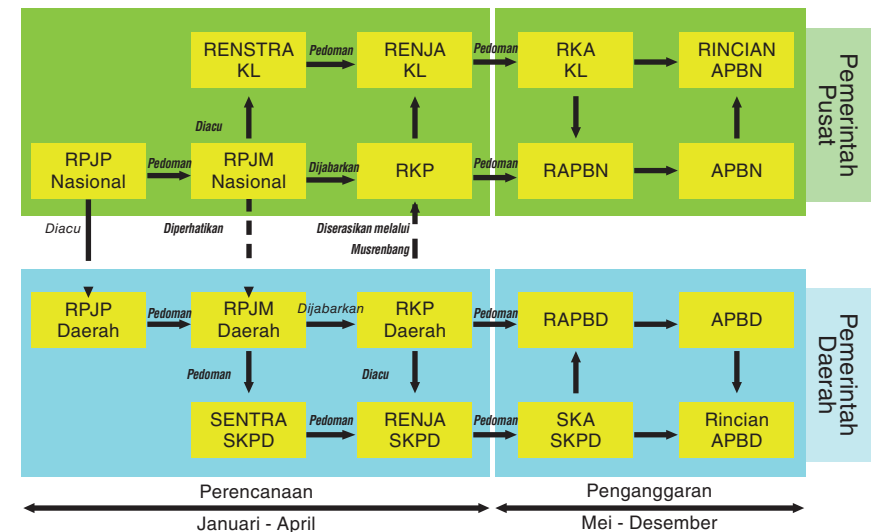 RENSTRA
KL
Pedoman
RENJA
KL
Pedoman
RKA
KL
RINCIAN
APBN
Pemerintah
Pusat
Diacu
RPJP
Nasional
Pedoman
RPJM
Nasional
Dijabarkan
RKP
Pedoman
RAPBN
APBN
Diacu
Diperhatikan
Diserasikan melalui
Musrenbang
RPJP
Daerah
Pedoman
RPJM
Daerah
Dijabarkan
RKP
Daerah
Pedoman
RAPBD
APBD
Pemerintah
Daerah
Pedoman
Diacu
SENTRA
SKPD
Pedoman
RENJA
SKPD
Pedoman
SKA
SKPD
Rincian
APBD
Perencanaan
Penganggaran
Januari - April
Mei - Desember